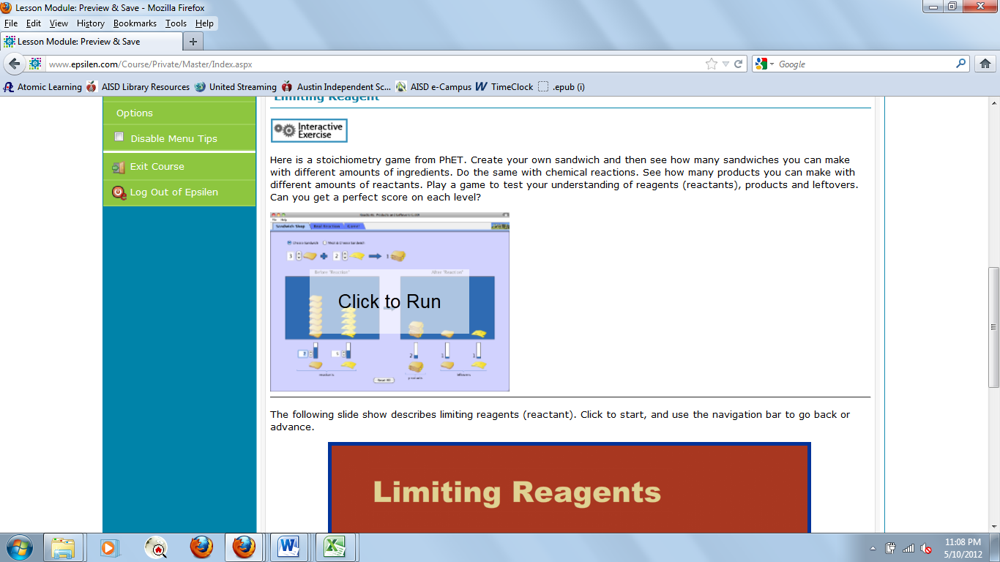 Lesson Module: Preview & Save - Mozilla Firefox
File Edit View History Bookmarks Tools Help
Lesson Module: Preview & Save
www.epsilen.com/Course/Private/Master/Index.aspx
Google
Atomic Learning AISD Library Resources United Streaming Austin Independent Sc... AISD e-Campus TimeClock .epub (i)
Options
Disable Menu Tips
Exit Course
Log Out of Epsilen
Limiting Reagent
Interactive
Exercise
Here is a stoichiometry game from PhET. Create your own sandwich and then see how many sandwiches you can make
with different amounts of ingredients. Do the same with chemical reactions. See how many products you can make with
different amounts of reactants. Play a game to test your understanding of reagents (reactants), products and leftovers.
Can you get a perfect score on each level?
Sandwich Shop Real Reaction Game!
3 2 1
Before "Reaction" After "Reaction"
Click to Run
2 1 1
reactants products leftovers
Reset All
The following slide show describes limiting reagents (reactant). Click to start, and use the navigation bar to go back or
advance.
Limiting Reagents
11:08 PM
5/10/2012